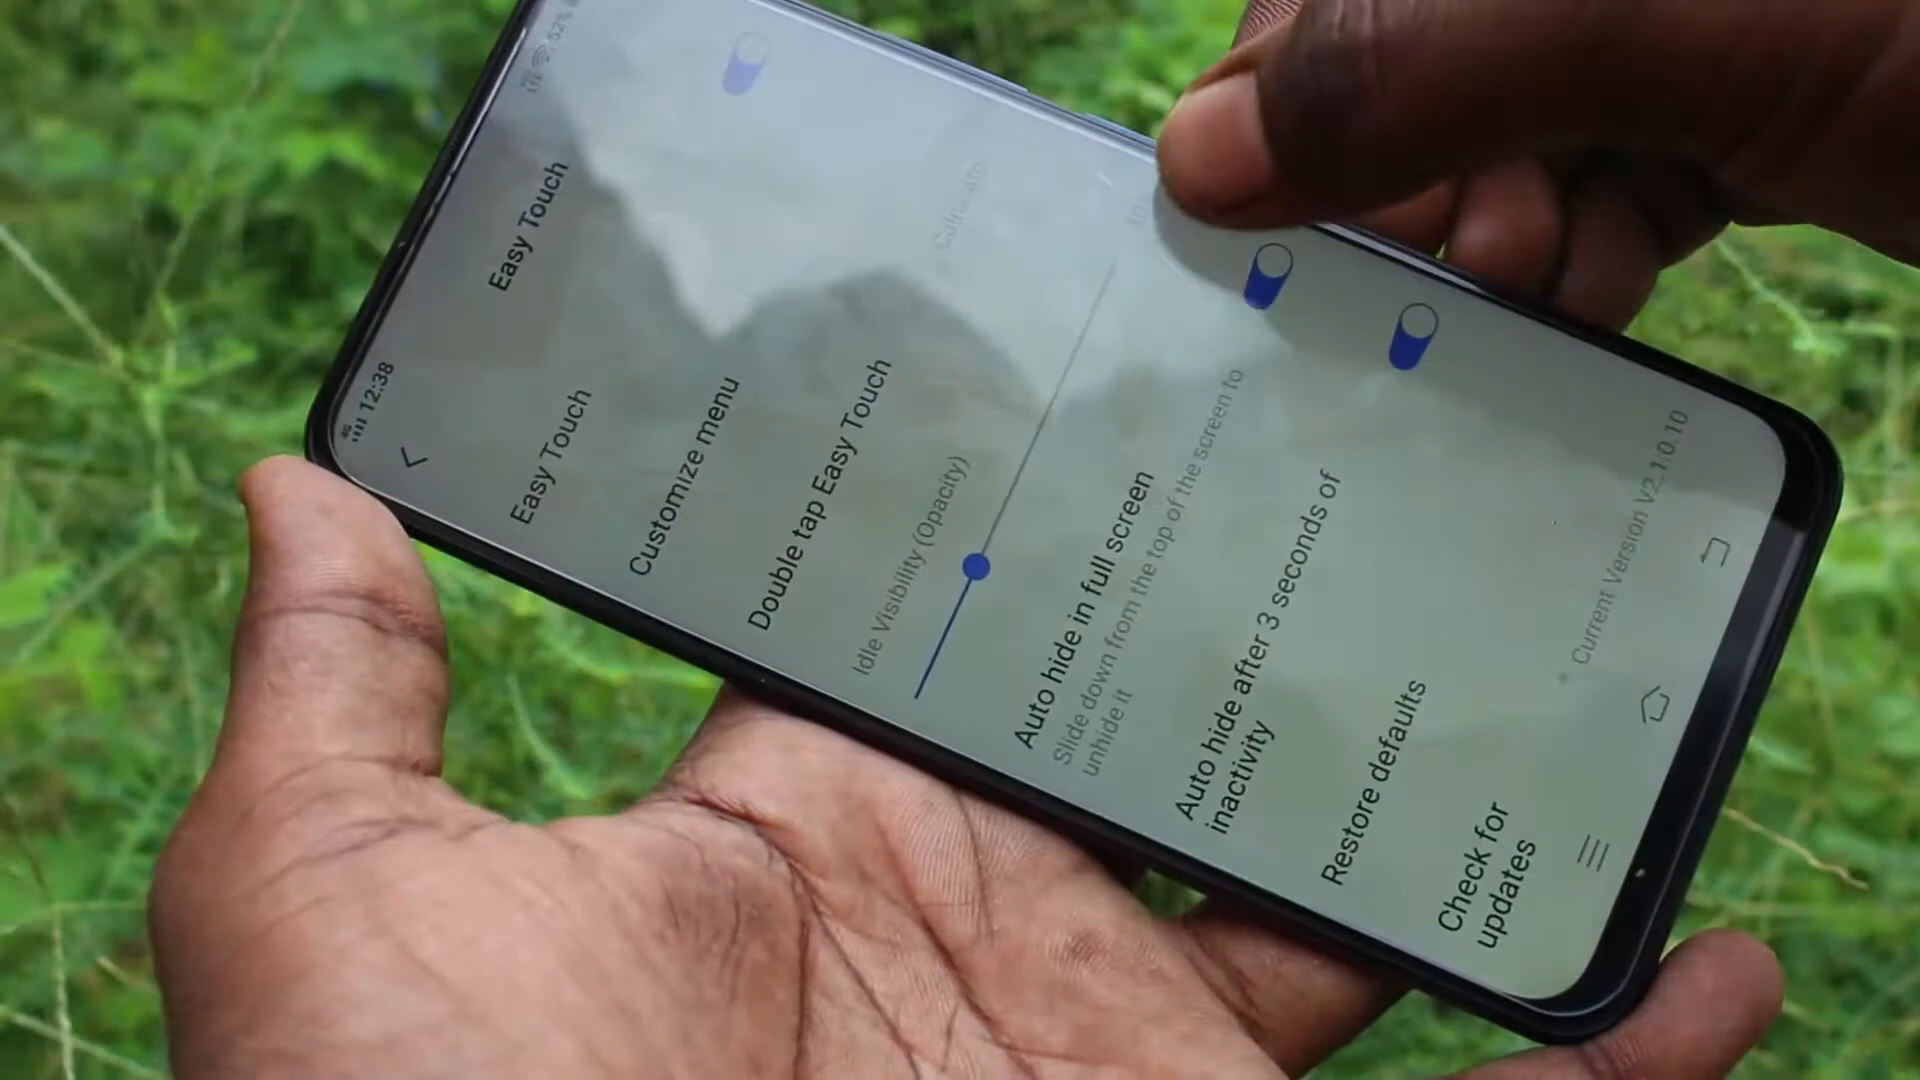 4G 12:38
52%
Easy Touch
Easy Touch
Customize menu
Double tap Easy Touch
Idle Visibility (Opacity)
Auto hide in full screen
Slide down from the top of the screen to
unhide it
Auto hide after 3 seconds of
inactivity
Restore defaults
Check for
updates
Current Version V2.1.0.10